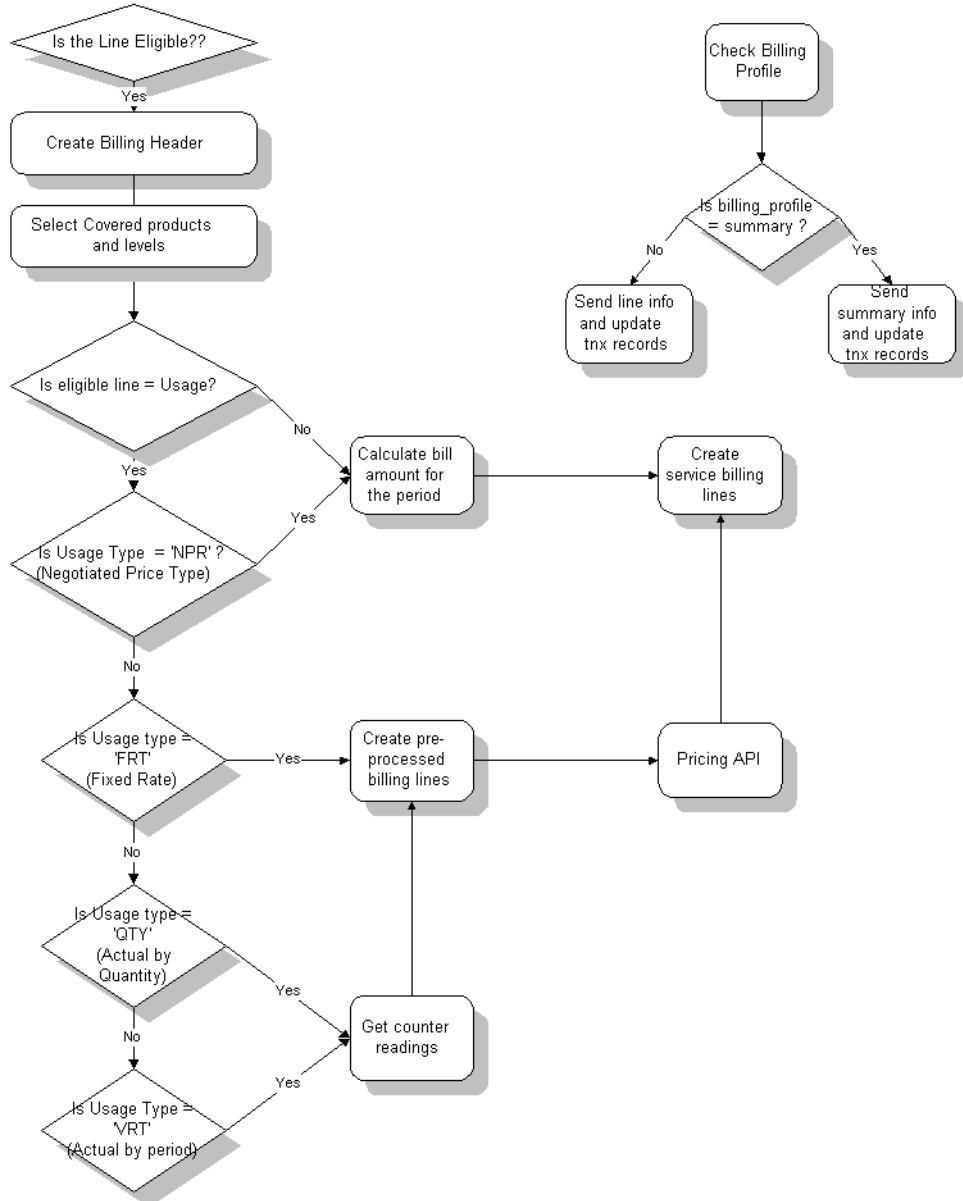 Is the Line Eligible??
Yes
Create Billing Header
Select Covered products
and levels
Is eligible line = Usage?
No
Yes
Is Usage Type = 'NPR' ?
(Negotiated Price Type)
Yes
No
Calculate bill
amount for
the period
Create
service billing
lines
Is Usage type =
'FRT'
(Fixed Rate)
Yes
No
Create pre-
processed
billing lines
Pricing API
Is Usage type =
'QTY'
(Actual by
Quantity)
Yes
No
Get counter
readings
Is Usage Type =
'VRT'
(Actual by period)
Yes
Check Billing
Profile
Is billing_profile
= summary ?
No
Yes
Send line info
and update
tnx records
Send
summary info
and update
tnx records